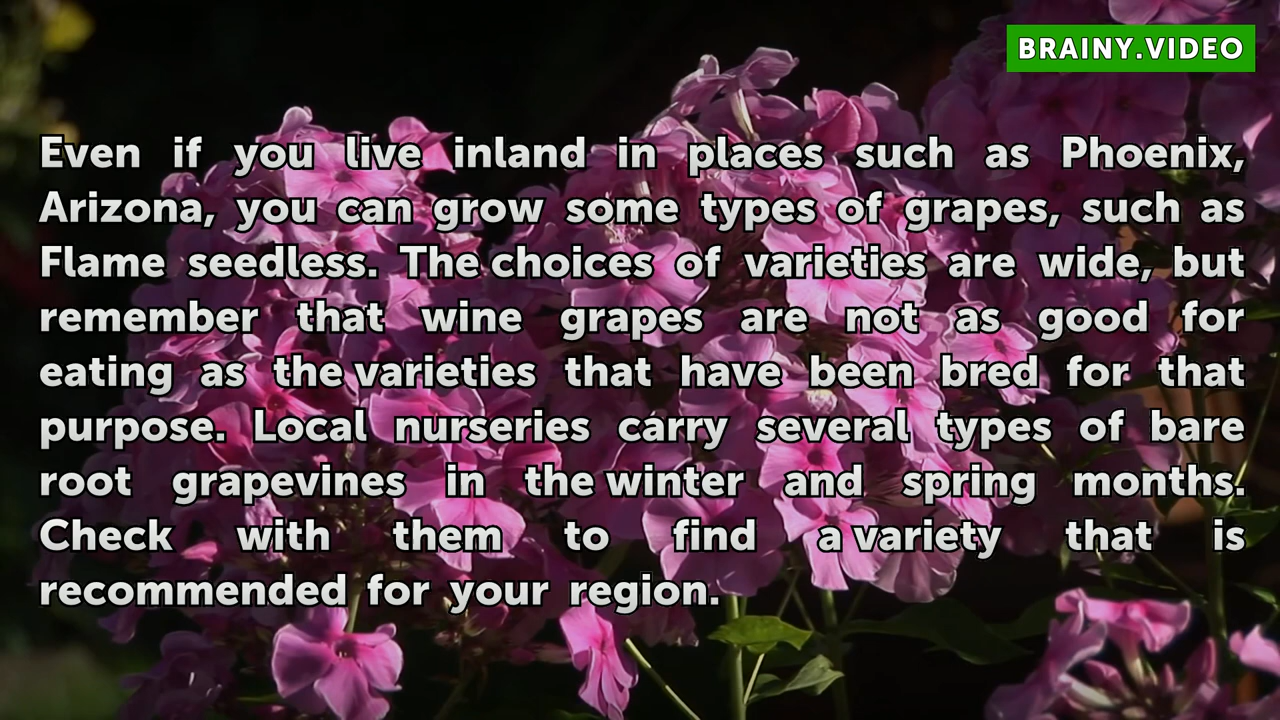 BRAINY.VIDEO
Even if you live inland in places such as Phoenix,
Arizona, you can grow some types of grapes, such as
Flame seedless. The choices of varieties are wide, but
remember that wine grapes are not as good for
eating as the varieties that have been bred for that
purpose. Local nurseries carry several types of bare
root grapevines in the winter and spring months.
Check with them to find a variety that is
recommended for your region.